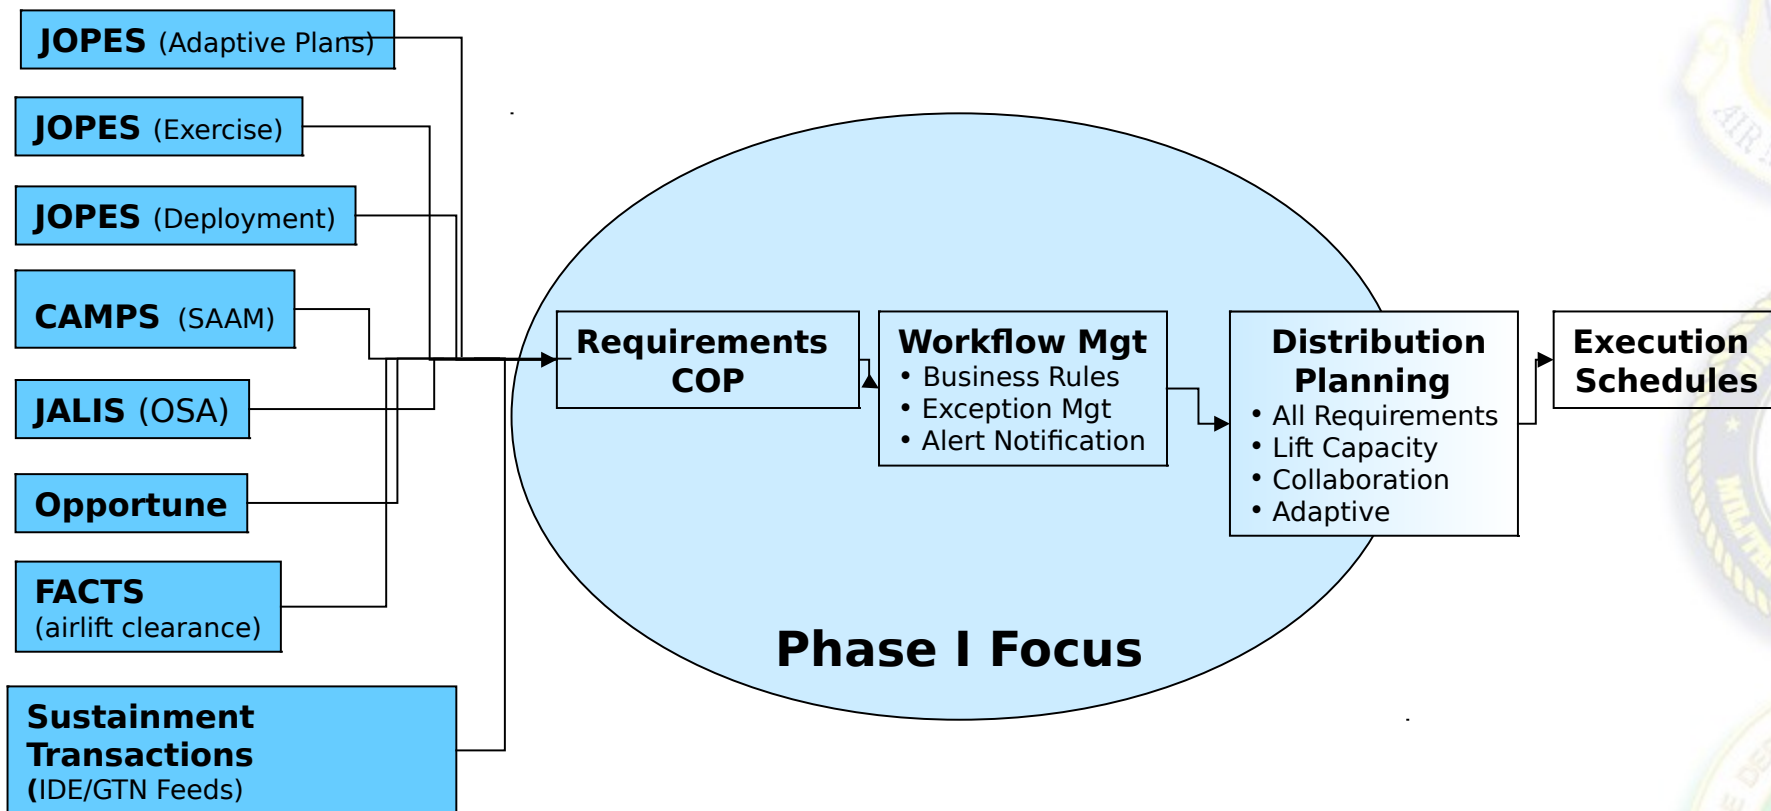 JOPES (Adaptive Plans)
JOPES (Exercise)
JOPES (Deployment)
CAMPS (SAAM)
JALIS (OSA)
Opportune
FACTS
(airlift clearance)
Sustainment
Transactions
(IDE/GTN Feeds)
Requirements
COP
Workflow Mgt
• Business Rules
• Exception Mgt
• Alert Notification
Distribution
Planning
• All Requirements
• Lift Capacity
• Collaboration
• Adaptive
Execution
Schedules
Phase I Focus
AIR